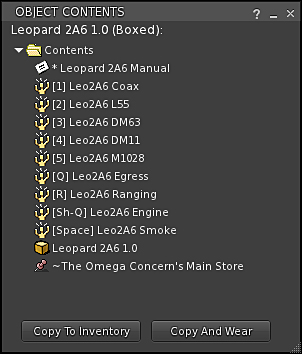 OBJECT CONTENTS ? _ ×
Leopard 2A6 1.0 (Boxed):
Contents
* Leopard 2A6 Manual
[1] Leo2A6 Coax
[2] Leo2A6 L55
[3] Leo2A6 DM63
[4] Leo2A6 DM11
[5] Leo2A6 M1028
[Q] Leo2A6 Egress
[R] Leo2A6 Ranging
[Sh-Q] Leo2A6 Engine
[Space] Leo2A6 Smoke
Leopard 2A6 1.0
~The Omega Concern's Main Store
Copy To Inventory Copy And Wear